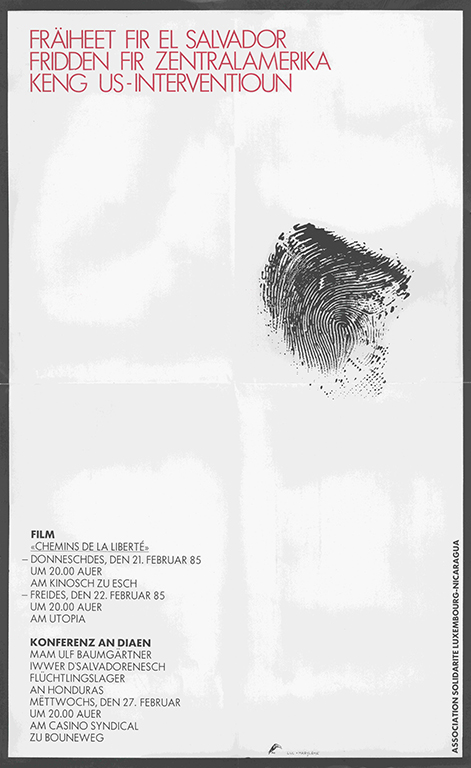 FRÄIHEET FIR EL SALVADOR
FRIDDEN FIR ZENTRALAMERIKA
KENG US-INTERVENTIOUN
FILM
«CHEMINS DE LA LIBERTÉ»
– DONNESCHDES, DEN 21. FEBRUAR 85
UM 20.00 AUER
AM KINOSCH ZU ESCH
– FREIDES, DEN 22. FEBRUAR 85
UM 20.00 AUER
AM UTOPIA
KONFERENZ AN DIAEN
MAM ULF BAUMGÄRTNER
IWWER D'SALVADORENESCH
FLÜCHTLINGSLAGER
AN HONDURAS
METTWOCHS, DEN 27. FEBRUAR
UM 20.00 AUER
AM CASINO SYNDICAL
ZU BOUNEWEG
ASSOCIATION SOLIDARITE LUXEMBOURG-NICARAGUA